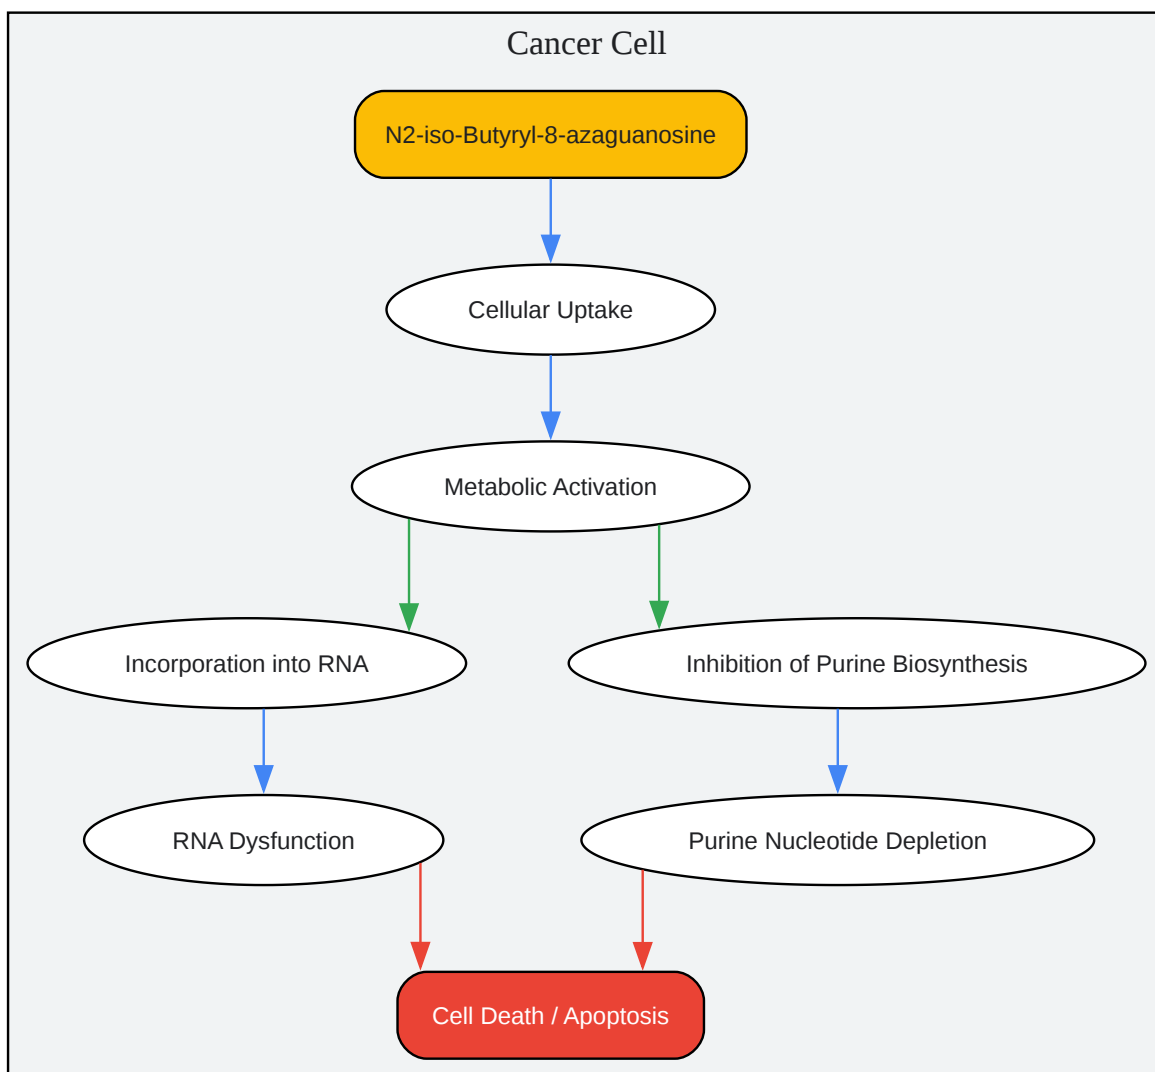 Cancer Cell
N2-iso-Butyryl-8-azaguanosine
Cellular Uptake
Metabolic Activation
Incorporation into RNA
Inhibition of Purine Biosynthesis
RNA Dysfunction
Purine Nucleotide Depletion
Cell Death / Apoptosis